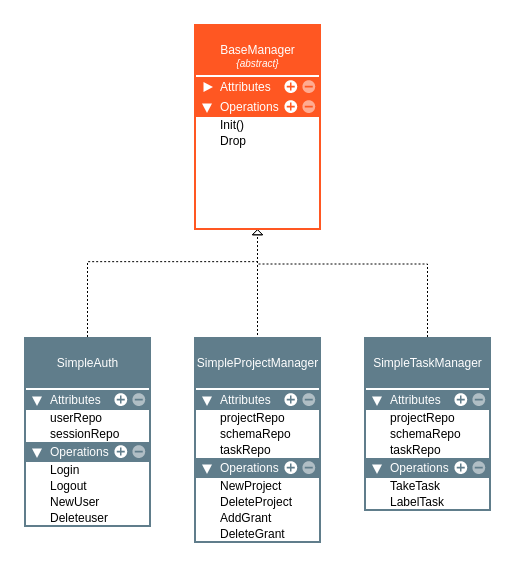 BaseManager
{abstract}
Attributes
Operations
Init()
Drop
SimpleAuth
Attributes
userRepo
sessionRepo
Operations
Login
Logout
NewUser
Deleteuser
SimpleProjectManager
Attributes
projectRepo
schemaRepo
taskRepo
Operations
NewProject
DeleteProject
AddGrant
DeleteGrant
SimpleTaskManager
Attributes
projectRepo
schemaRepo
taskRepo
Operations
TakeTask
LabelTask